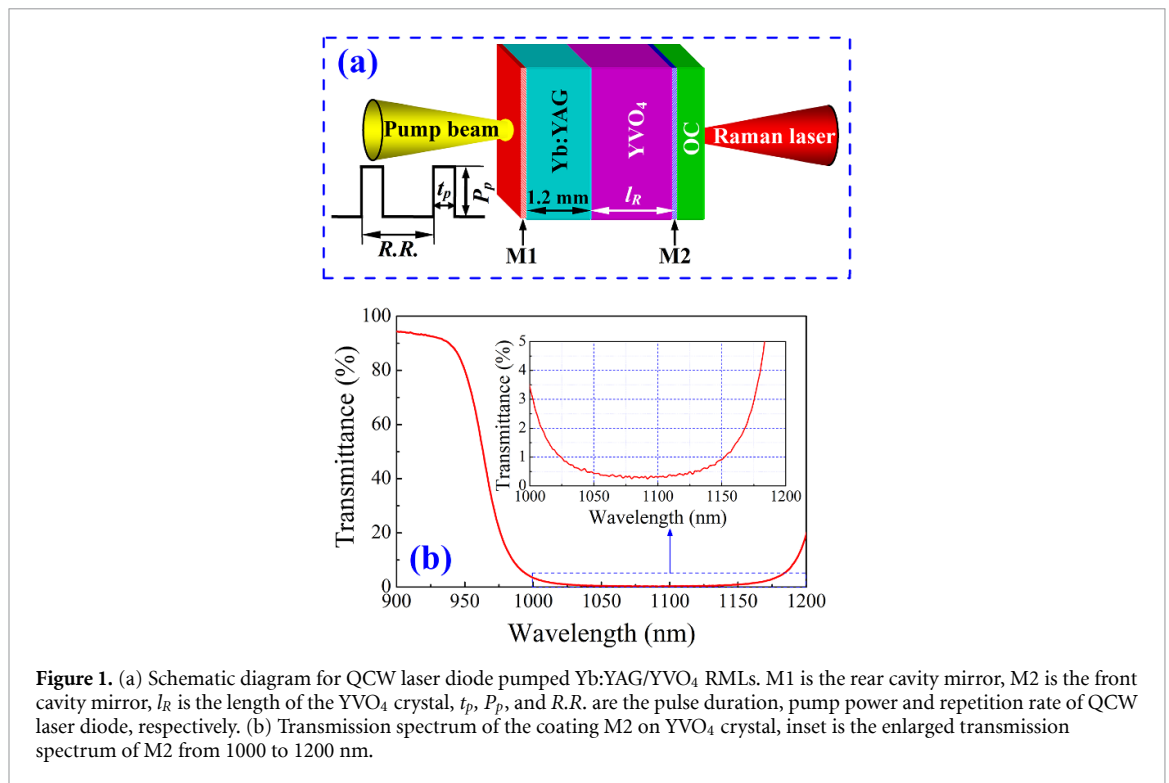 (a)
Pump beam
Yb:YAG
YVO₄
OC
Raman laser
tₚ
Pₚ
1.2 mm
l_R
R.R.
M1
M2
100
80
60
40
20
0
Transmittance (%)
5
4
3
2
1
0
Transmittance (%)
1000 1050 1100 1150 1200
Wavelength (nm)
(b)
900 950 1000 1050 1100 1150 1200
Wavelength (nm)
Figure 1. (a) Schematic diagram for QCW laser diode pumped Yb:YAG/YVO₄ RMLs. M1 is the rear cavity mirror, M2 is the front
cavity mirror, l_R is the length of the YVO₄ crystal, tₚ, Pₚ, and R.R. are the pulse duration, pump power and repetition rate of QCW
laser diode, respectively. (b) Transmission spectrum of the coating M2 on YVO₄ crystal, inset is the enlarged transmission
spectrum of M2 from 1000 to 1200 nm.